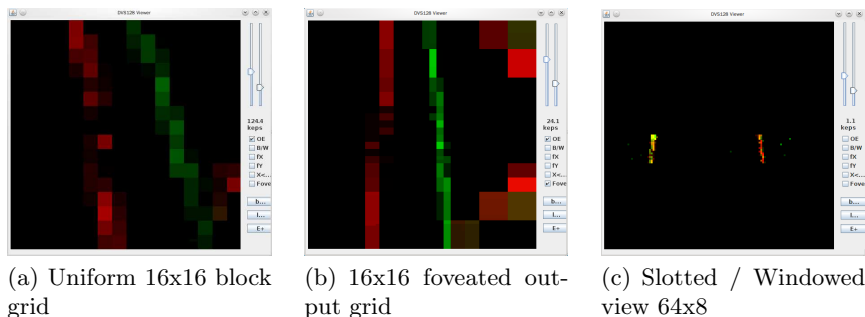 DVS128 Viewer
124.4
keps
OE
B/W
fX
fY
X<...
Fove
b...
I...
E+
(a) Uniform 16x16 block
grid
DVS128 Viewer
24.1
keps
OE
B/W
fX
fY
X<...
Fove
b...
I...
E+
(b) 16x16 foveated out-
put grid
DVS128 Viewer
1.1
keps
OE
B/W
fX
fY
X<...
Fove
b...
I...
E+
(c) Slotted / Windowed
view 64x8